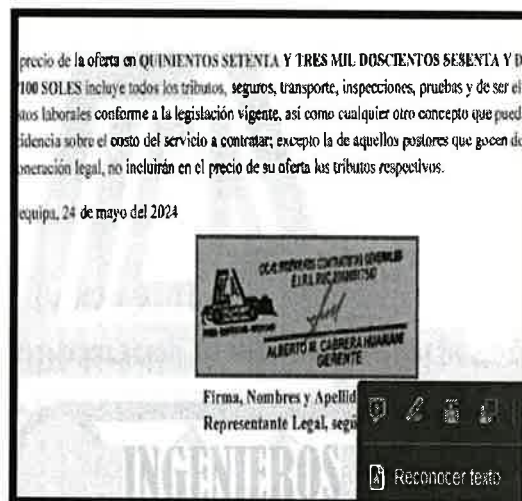 precio de la oferta en QUINIENTOS SETENTA Y TRES MIL DOSCIENTOS SESENTA Y D
/100 SOLES incluye todos los tributos, seguros, transporte, inspecciones, pruebas y de ser el
tos laborales conforme a la legislación vigente, así como cualquier otro concepto que pued
idencia sobre el costo del servicio a contratar; excepto la de aquellos postores que gocen de
oneración legal, no incluirán en el precio de su oferta los tributos respectivos.
equipa, 24 de mayo del 2024
CONTRATISTAS GENERALES
E.I.R.L.
ALBERTO M. CABRERA HUAMANI
GERENTE
Firma, Nombres y Apellid
Representante Legal, segú
Reconocer texto
INGENIEROS